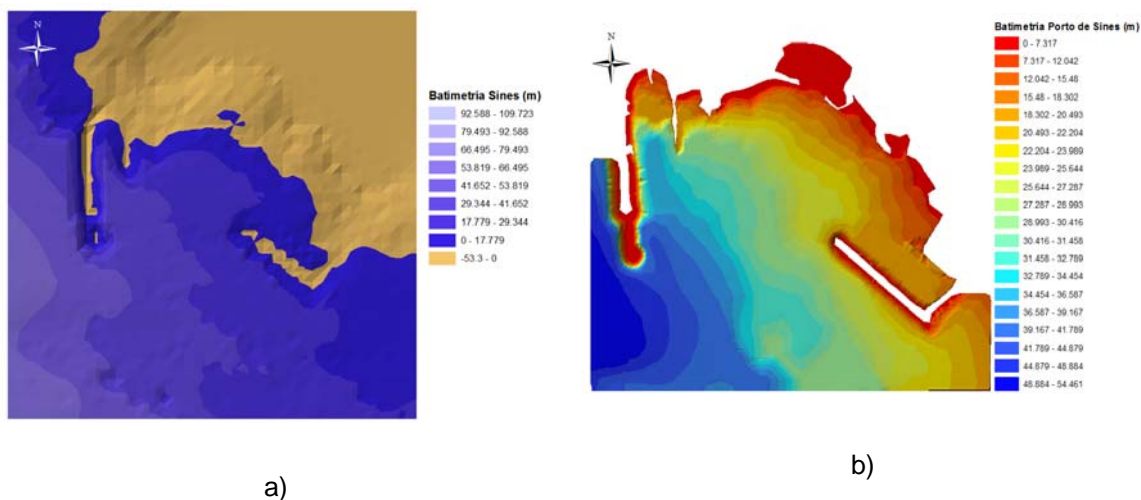 N
Batimetria Sines (m)
92.588 - 109.723
79.493 - 92.588
66.495 - 79.493
53.819 - 66.495
41.652 - 53.819
29.344 - 41.652
17.779 - 29.344
0 - 17.779
-53.3 - 0
a)
N
Batimetria Porto de Sines (m)
0 - 7.317
7.317 - 12.042
12.042 - 15.48
15.48 - 18.302
18.302 - 20.493
20.493 - 22.204
22.204 - 23.989
23.989 - 25.644
25.644 - 27.287
27.287 - 28.993
28.993 - 30.416
30.416 - 31.458
31.458 - 32.789
32.789 - 34.454
34.454 - 36.587
36.587 - 39.167
39.167 - 41.789
41.789 - 44.879
44.879 - 48.884
48.884 - 54.461
b)